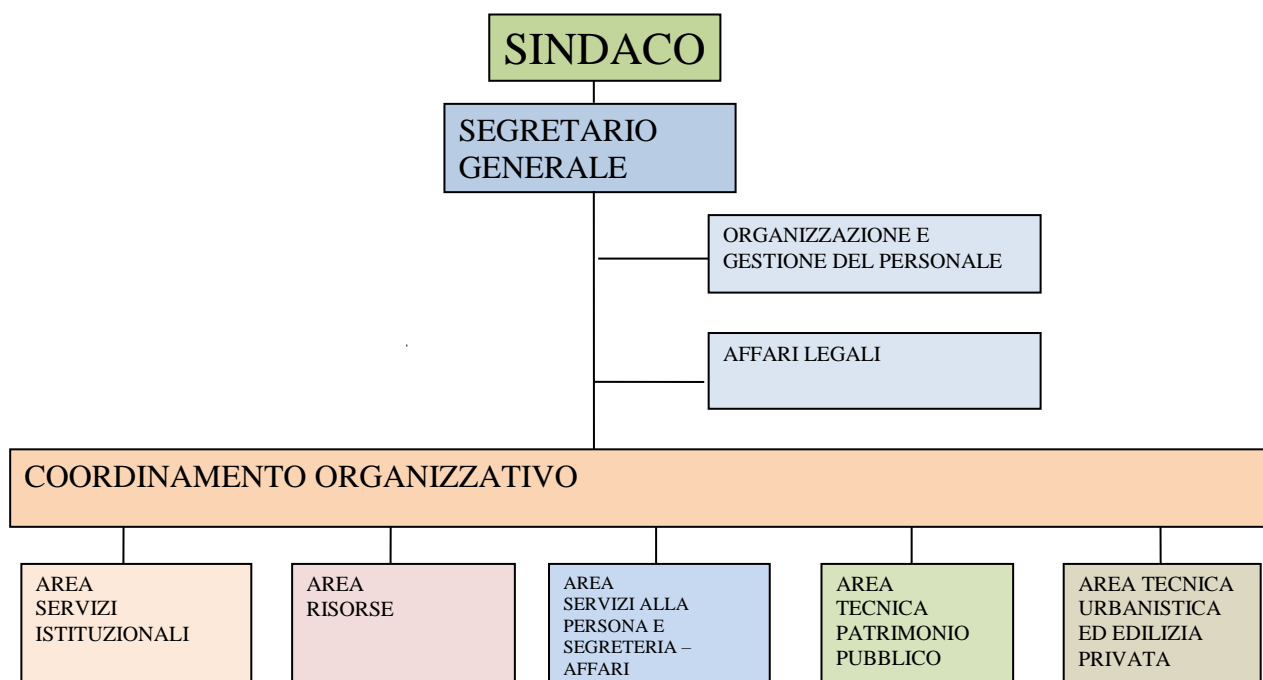 SINDACO
SEGRETARIO
GENERALE
ORGANIZZAZIONE E
GESTIONE DEL PERSONALE
AFFARI LEGALI
COORDINAMENTO ORGANIZZATIVO
AREA
SERVIZI
ISTITUZIONALI
AREA
RISORSE
AREA
SERVIZI ALLA
PERSONA E
SEGRETERIA –
AFFARI
AREA
TECNICA
PATRIMONIO
PUBBLICO
AREA TECNICA
URBANISTICA
ED EDILIZIA
PRIVATA